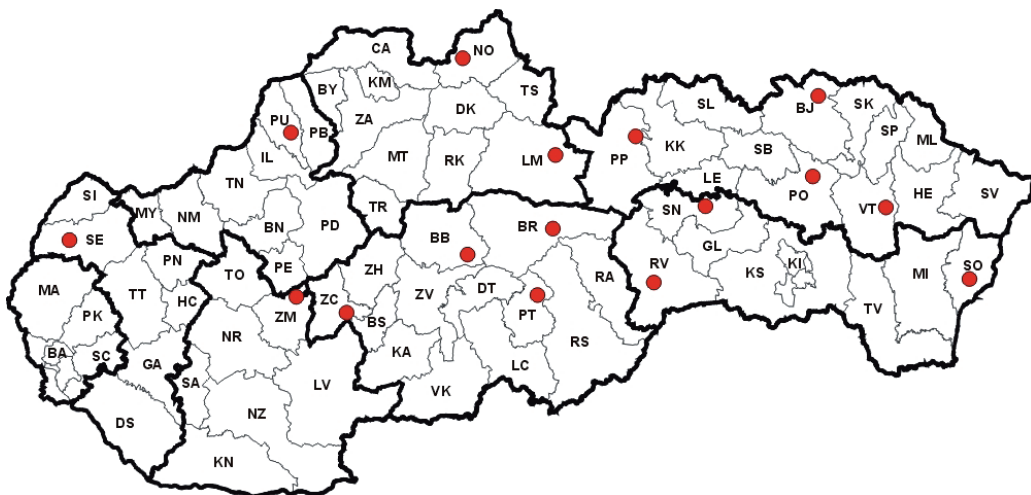 CA
NO
BY
KM
TS
PU
PB
ZA
DK
IL
MT
RK
LM
TN
SL
BJ
SK
SP
ML
PP
KK
SB
LE
PO
HE
SV
VT
SI
MY
NM
BN
TR
PD
SE
PE
BB
BR
SN
GL
RV
KS
KI
MI
SO
TV
PN
TO
ZH
MA
TT
HC
ZM
ZC
BS
ZV
DT
PT
RA
RS
PK
BA
SC
GA
NR
SA
LV
KA
VK
LC
DS
NZ
KN